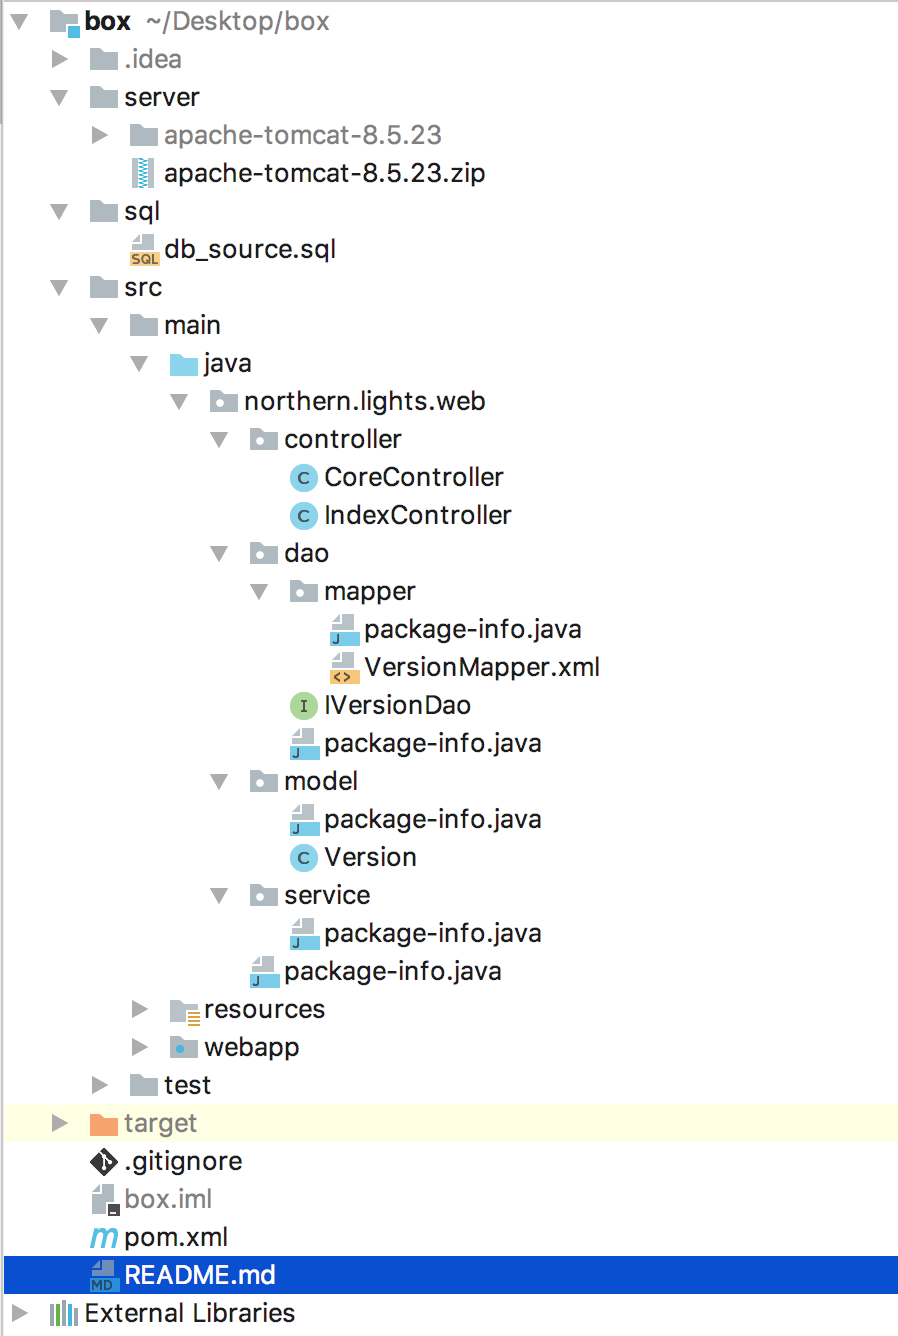 box ~/Desktop/box
.idea
server
apache-tomcat-8.5.23
apache-tomcat-8.5.23.zip
sql
SQL db_source.sql
src
main
java
northern.lights.web
controller
C CoreController
C IndexController
dao
mapper
J package-info.java
<> VersionMapper.xml
I IVersionDao
J package-info.java
model
J package-info.java
C Version
service
J package-info.java
J package-info.java
resources
webapp
test
target
.gitignore
box.iml
m pom.xml
MD README.md
External Libraries